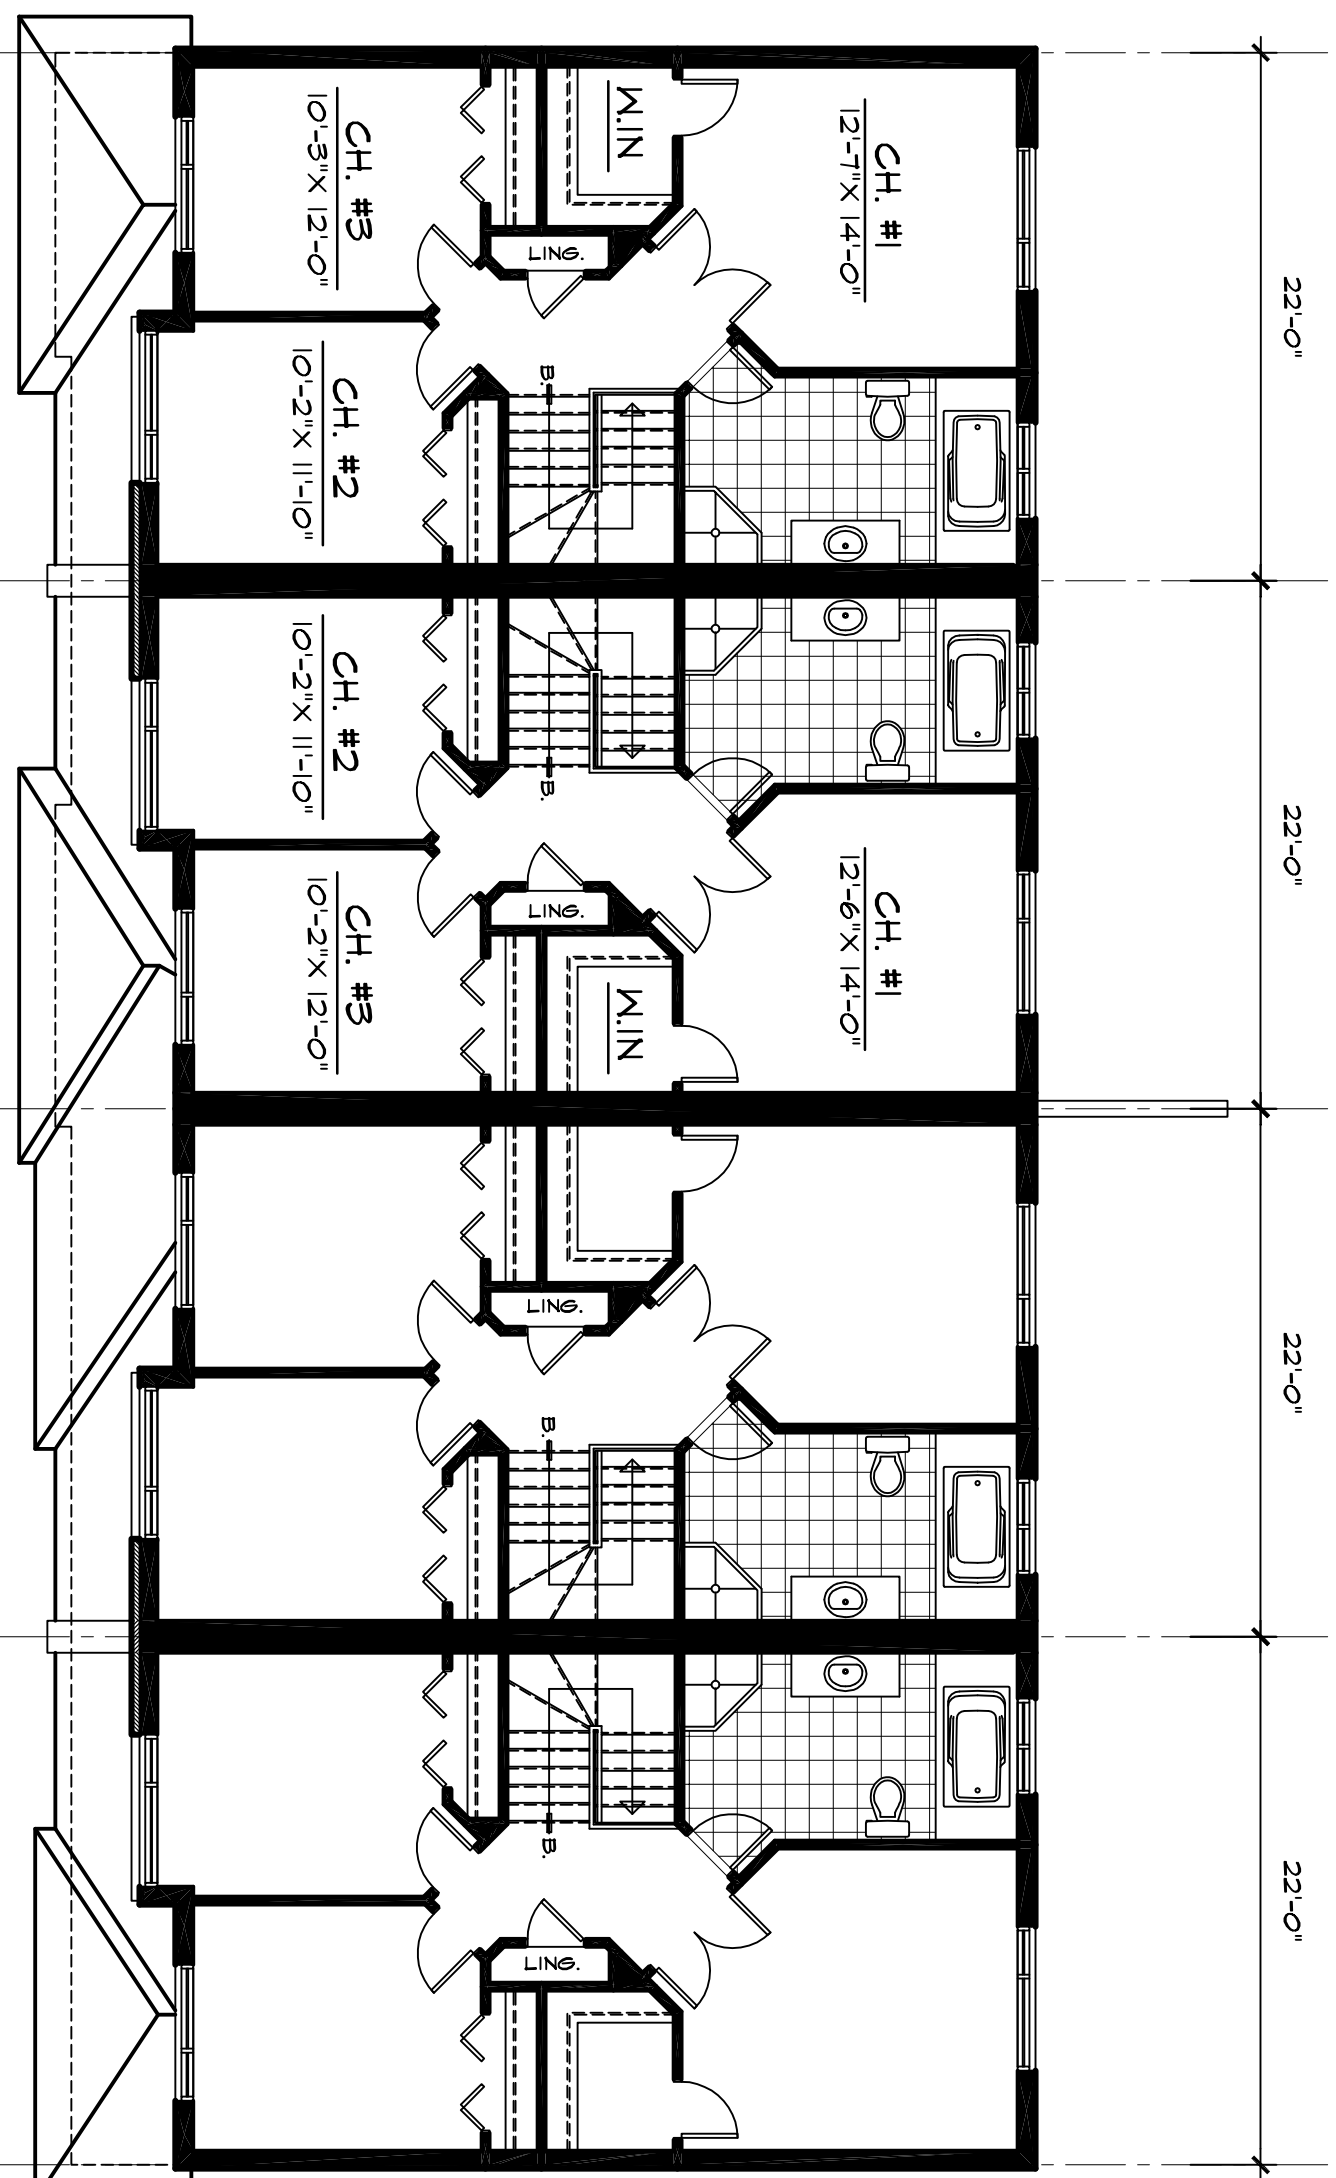 22'-0"
22'-0"
22'-0"
22'-0"
CH. #1
12'-7" X 14'-0"
W.IN
LING.
CH. #3
10'-3" X 12'-0"
CH. #2
10'-2" X 11'-10"
B.
CH. #2
10'-2" X 11'-10"
B.
CH. #1
12'-6" X 14'-0"
LING.
W.IN
CH. #3
10'-2" X 12'-0"
LING.
B.
B.
LING.